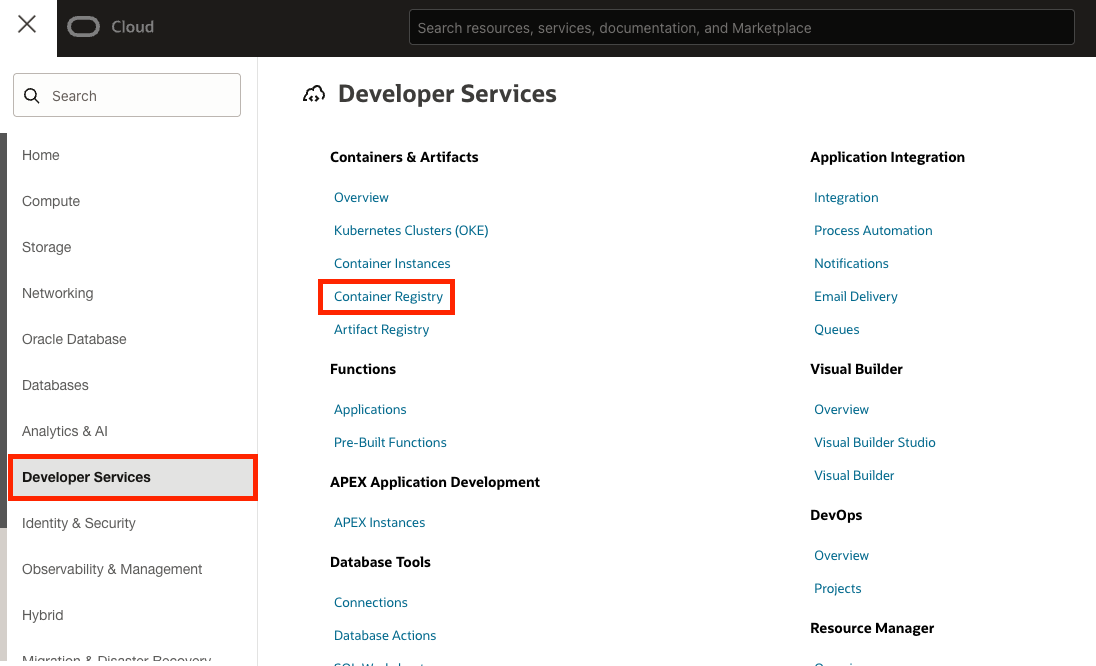 Cloud
Search resources, services, documentation, and Marketplace
Search
Home
Compute
Storage
Networking
Oracle Database
Databases
Analytics & AI
Developer Services
Identity & Security
Observability & Management
Hybrid
Migration & Disaster Recovery
Developer Services
Containers & Artifacts
Overview
Kubernetes Clusters (OKE)
Container Instances
Container Registry
Artifact Registry
Functions
Applications
Pre-Built Functions
APEX Application Development
APEX Instances
Database Tools
Connections
Database Actions
Application Integration
Integration
Process Automation
Notifications
Email Delivery
Queues
Visual Builder
Overview
Visual Builder Studio
Visual Builder
DevOps
Overview
Projects
Resource Manager